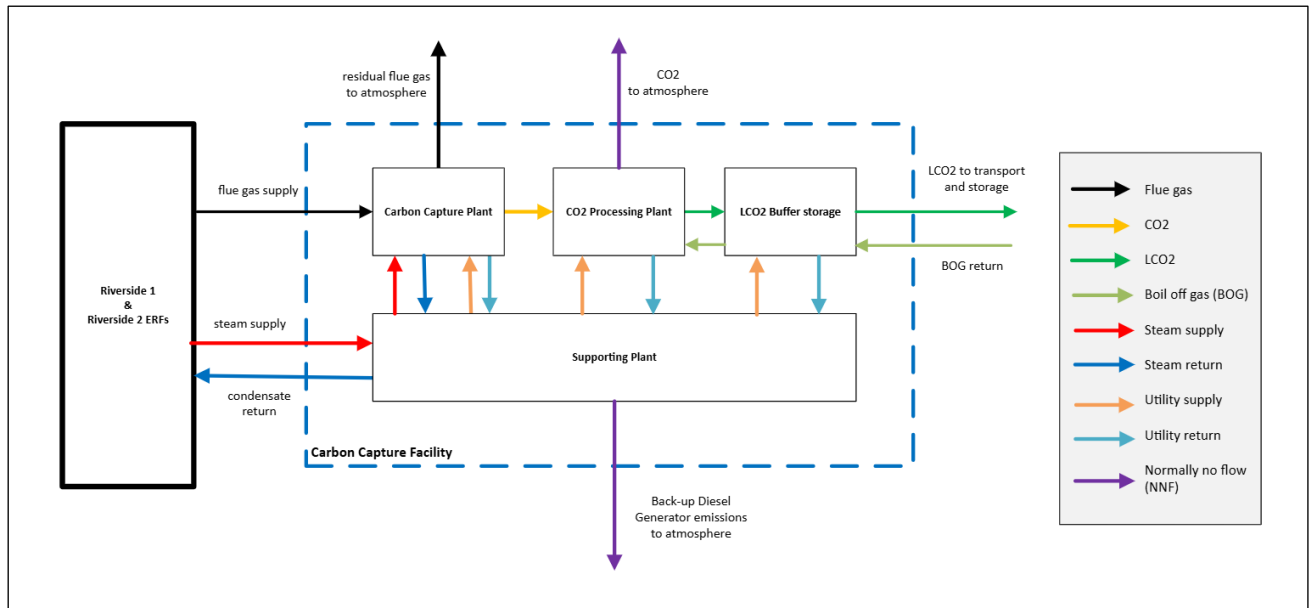 residual flue gas
to atmosphere
CO2
to atmosphere
flue gas supply
Carbon Capture Plant
CO2 Processing Plant
LCO2 Buffer storage
LCO2 to transport
and storage
BOG return
Riverside 1
&
Riverside 2 ERFs
steam supply
condensate
return
Supporting Plant
Carbon Capture Facility
Back-up Diesel
Generator emissions
to atmosphere
Flue gas
CO2
LCO2
Boil off gas (BOG)
Steam supply
Steam return
Utility supply
Utility return
Normally no flow
(NNF)